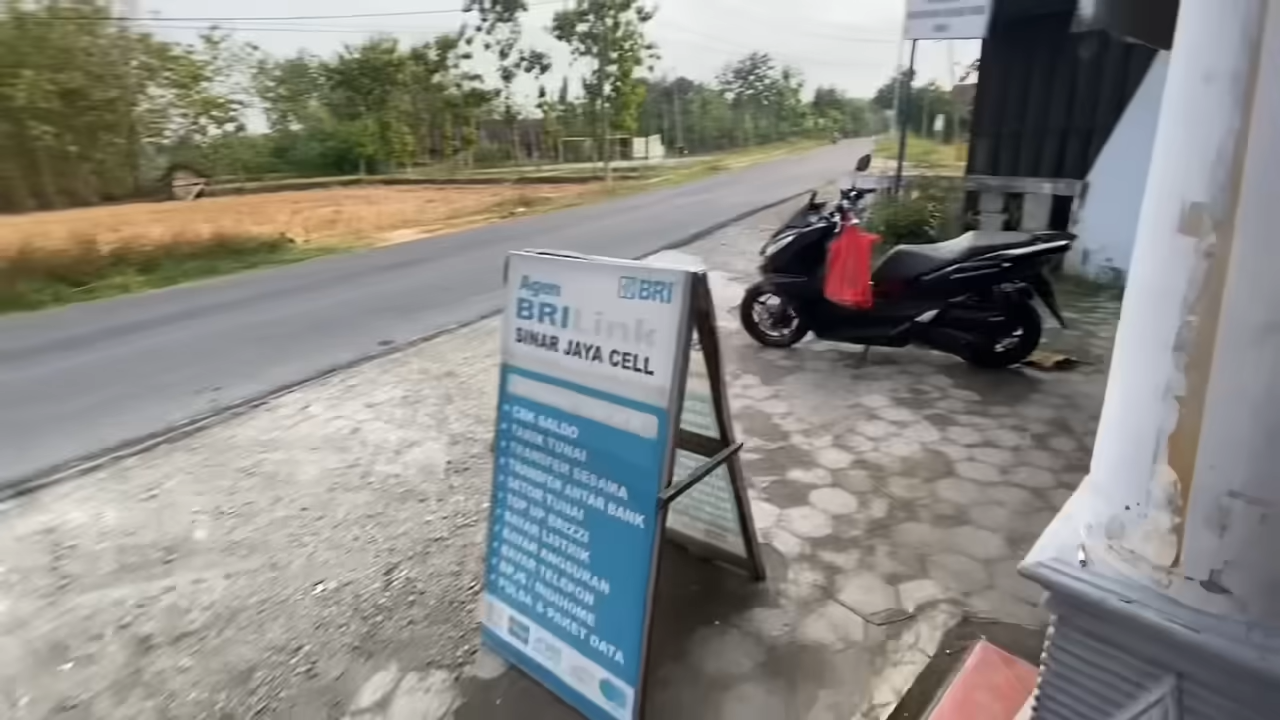 Agen
BRI
BRILink
SINAR JAYA CELL
CEK SALDO
TARIK TUNAI
TRANSFER SESAMA
TRANSFER ANTAR BANK
SETOR TUNAI
TOP UP BRIZZI
BAYAR LISTRIK
BAYAR ANGSURAN
BAYAR TELEPON
BPJS / INDIHOME
PULSA & PAKET DATA